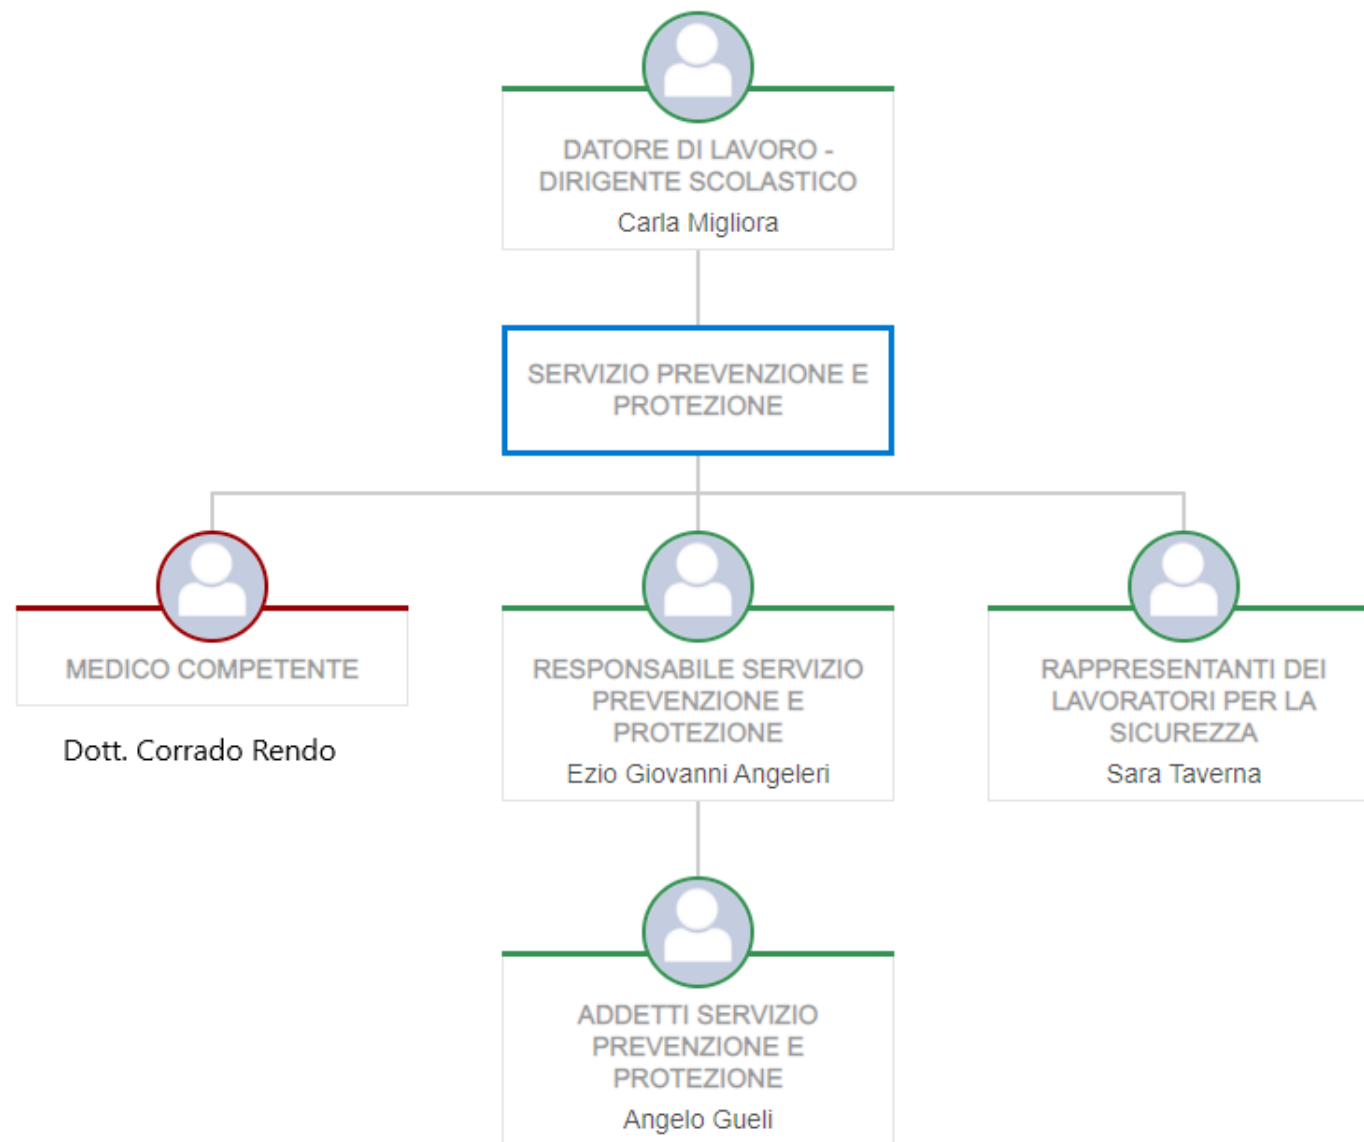 DATORE DI LAVORO -
DIRIGENTE SCOLASTICO
Carla Migliora
SERVIZIO PREVENZIONE E
PROTEZIONE
MEDICO COMPETENTE
Dott. Corrado Rendo
RESPONSABILE SERVIZIO
PREVENZIONE E
PROTEZIONE
Ezio Giovanni Angeleri
RAPPRESENTANTI DEI
LAVORATORI PER LA
SICUREZZA
Sara Taverna
ADDETTI SERVIZIO
PREVENZIONE E
PROTEZIONE
Angelo Gueli